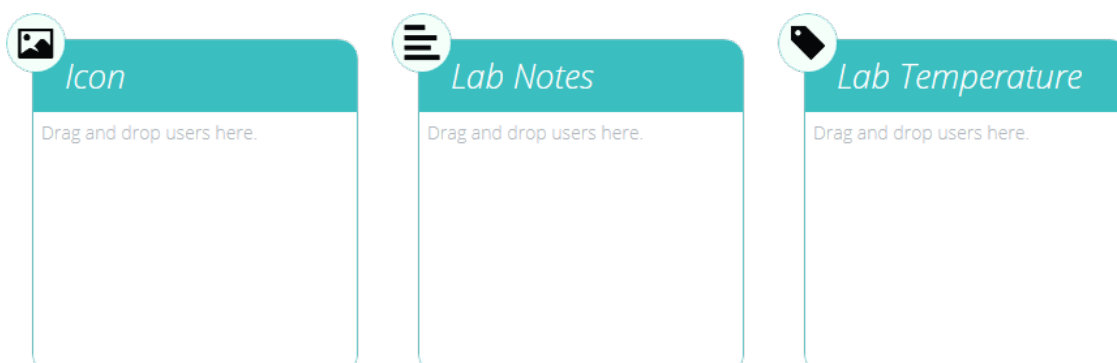 Icon
Lab Notes
Lab Temperature
Drag and drop users here.
Drag and drop users here.
Drag and drop users here.